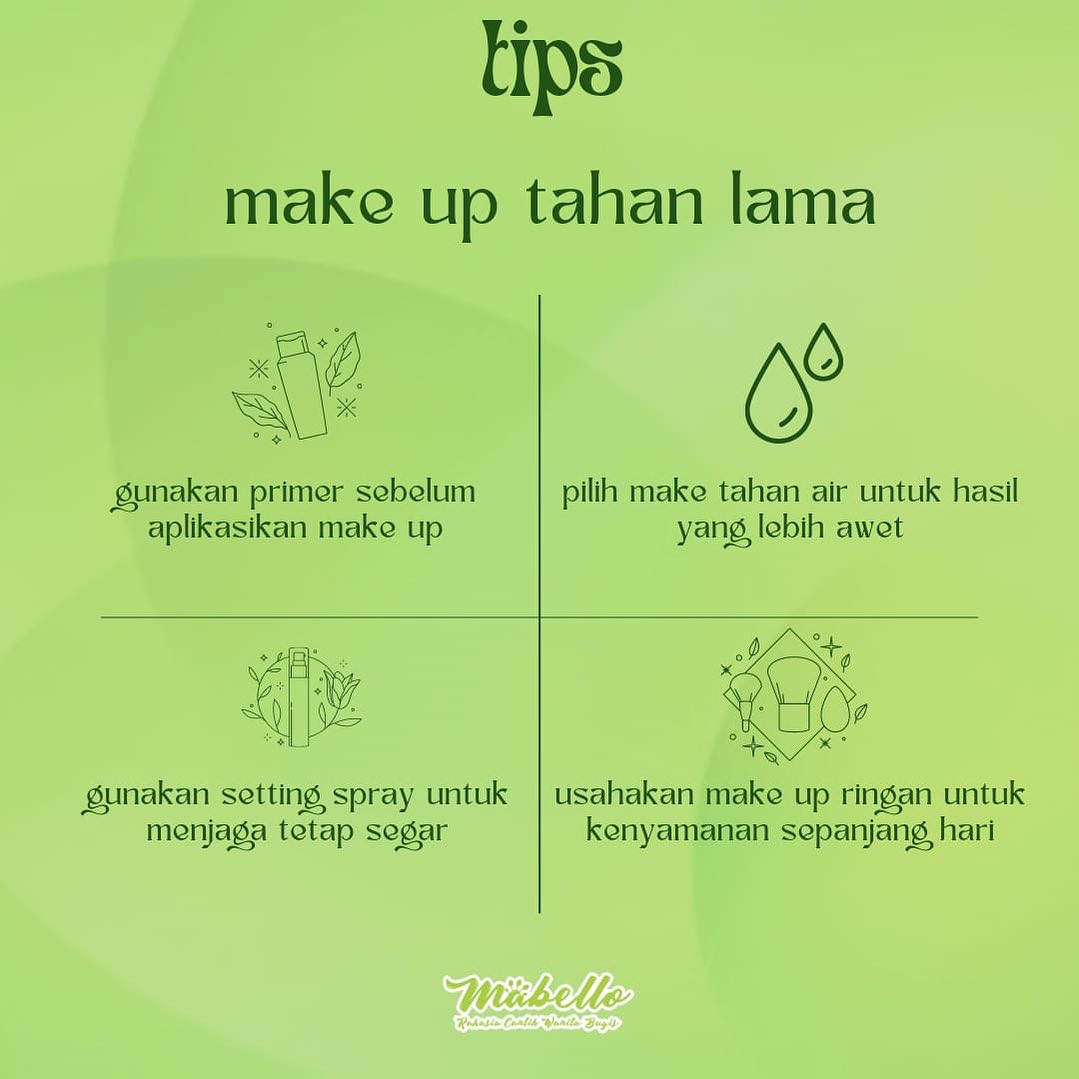 tips
make up tahan lama
gunakan primer sebelum
aplikasikan make up
pilih make tahan air untuk hasil
yang lebih awet
gunakan setting spray untuk
menjaga tetap segar
usahakan make up ringan untuk
kenyamanan sepanjang hari
Mabello
Rahasia Cantik Wanita Bugis